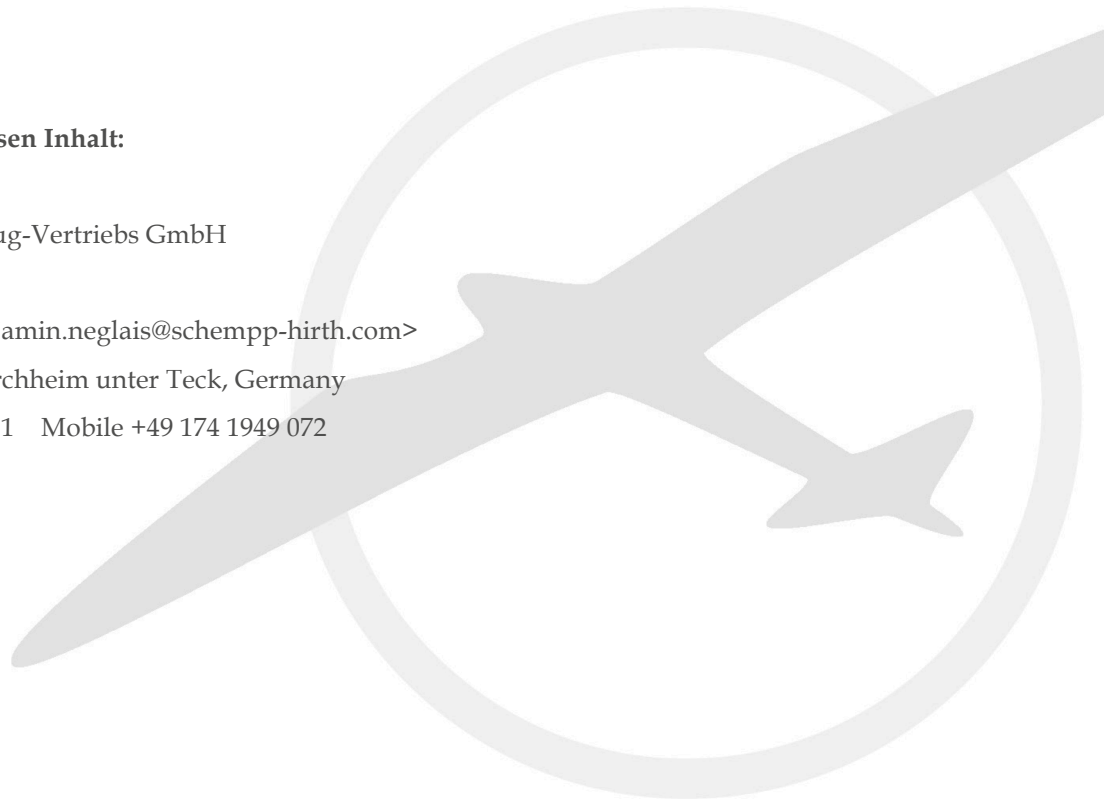 sen Inhalt:
ug-Vertriebs GmbH
amin.neglais@schempp-hirth.com>
rchheim unter Teck, Germany
1 Mobile +49 174 1949 072